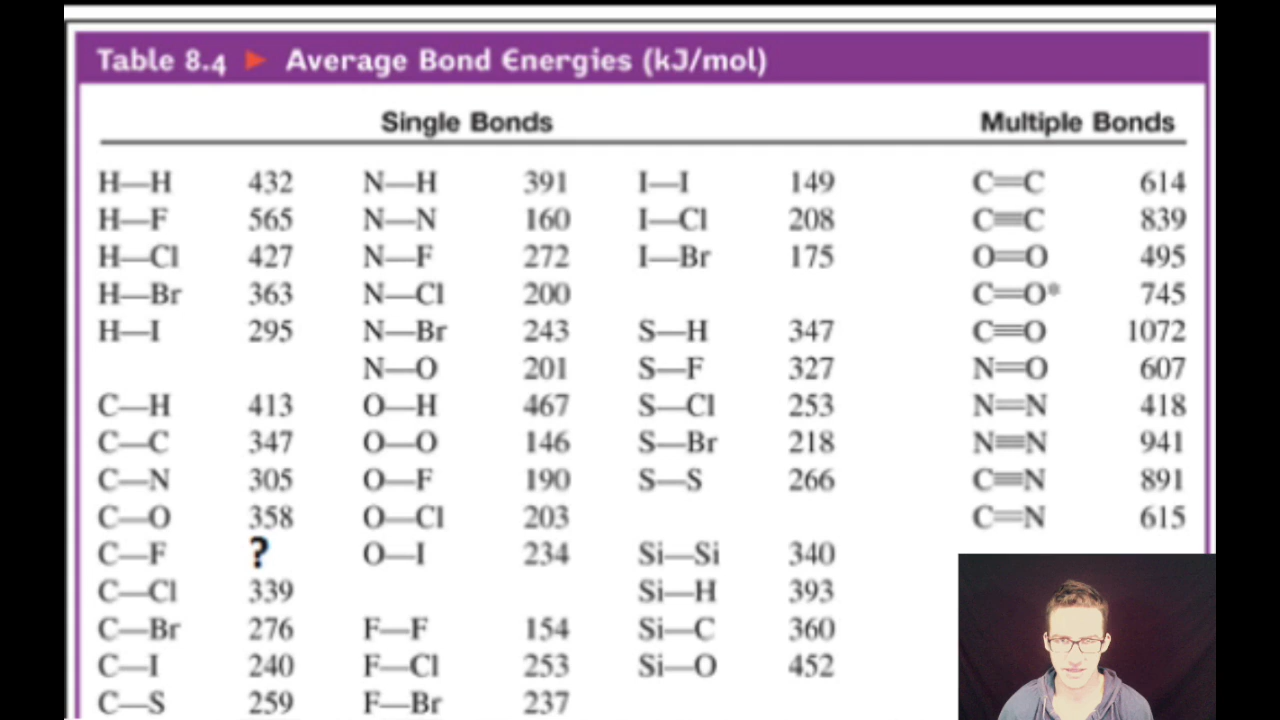 Table 8.4 ► Average Bond Energies (kJ/mol)
Single Bonds Multiple Bonds
H—H 432 N—H 391 I—I 149 C=C 614
H—F 565 N—N 160 I—Cl 208 C≡C 839
H—Cl 427 N—F 272 I—Br 175 O=O 495
H—Br 363 N—Cl 200 C=O* 745
H—I 295 N—Br 243 S—H 347 C≡O 1072
N—O 201 S—F 327 N=O 607
C—H 413 O—H 467 S—Cl 253 N=N 418
C—C 347 O—O 146 S—Br 218 N≡N 941
C—N 305 O—F 190 S—S 266 C≡N 891
C—O 358 O—Cl 203 C=N 615
C—F ? O—I 234 Si—Si 340
C—Cl 339 Si—H 393
C—Br 276 F—F 154 Si—C 360
C—I 240 F—Cl 253 Si—O 452
C—S 259 F—Br 237